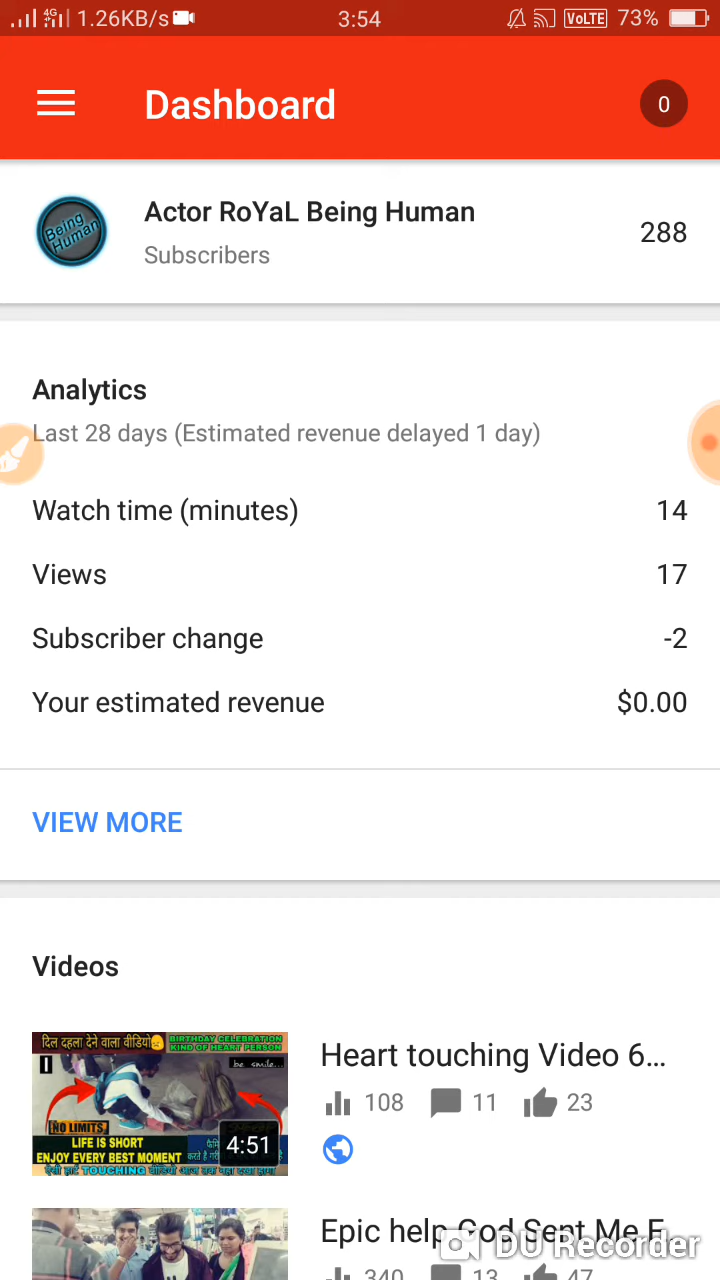 4G 1.26KB/s 3:54 VoLTE 73%
Dashboard 0
Being Human
Actor RoYaL Being Human 288
Subscribers
Analytics
Last 28 days (Estimated revenue delayed 1 day)
Watch time (minutes) 14
Views 17
Subscriber change -2
Your estimated revenue $0.00
VIEW MORE
Videos
दिल दहला देने वाला वीडियो
BIRTHDAY CELEBRATION
KIND OF HEART PERSON
be smile...
NO LIMITS
LIFE IS SHORT
ENJOY EVERY BEST MOMENT
4:51
TOUCHING
Heart touching Video 6...
108 11 23
Epic help God Sent Me F
DU Recorder
340 13 47